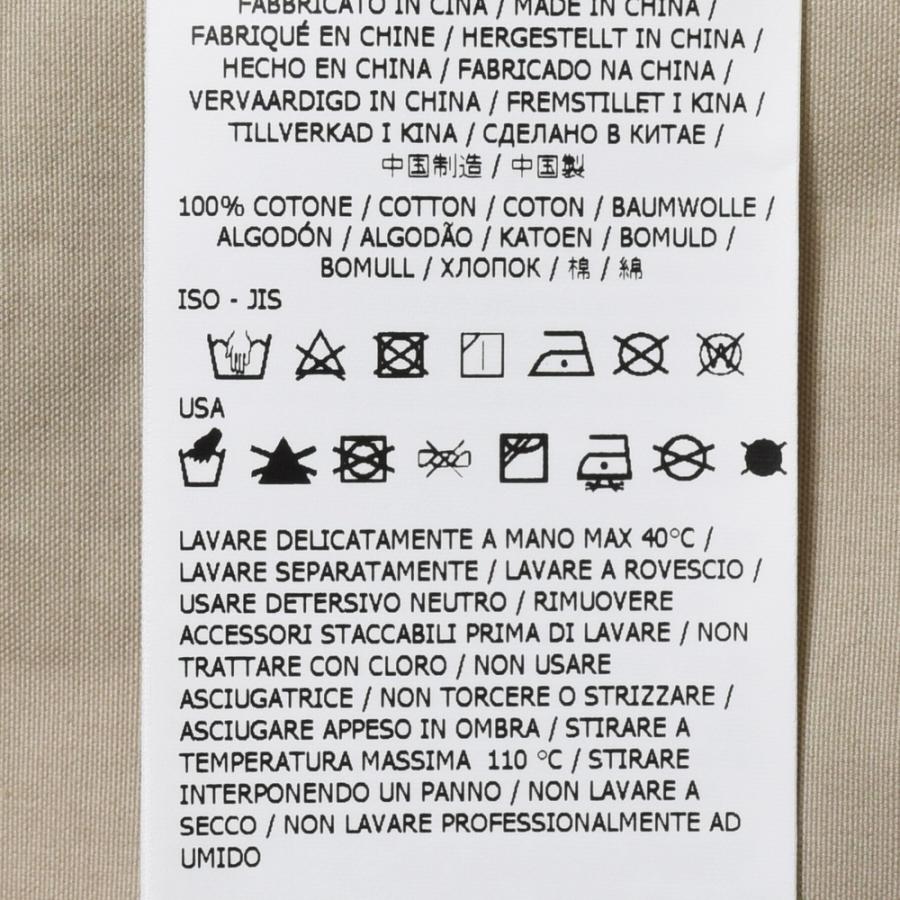 FABBRICATO IN CINA / MADE IN CHINA /
FABRIQUÉ EN CHINE / HERGESTELLT IN CHINA /
HECHO EN CHINA / FABRICADO NA CHINA /
VERVAARDIGD IN CHINA / FREMSTILLET I KINA /
TILLVERKAD I KINA / СДЕЛАНО В КИТАЕ /
中国制造 / 中国製
100% COTONE / COTTON / COTON / BAUMWOLLE /
ALGODÓN / ALGODÃO / KATOEN / BOMULD /
BOMULL / ХЛОПОК / 棉 / 綿
ISO - JIS
W
USA
LAVARE DELICATAMENTE A MANO MAX 40°C /
LAVARE SEPARATAMENTE / LAVARE A ROVESCIO /
USARE DETERSIVO NEUTRO / RIMUOVERE
ACCESSORI STACCABILI PRIMA DI LAVARE / NON
TRATTARE CON CLORO / NON USARE
ASCIUGATRICE / NON TORCERE O STRIZZARE /
ASCIUGARE APPESO IN OMBRA / STIRARE A
TEMPERATURA MASSIMA 110 °C / STIRARE
INTERPONENDO UN PANNO / NON LAVARE A
SECCO / NON LAVARE PROFESSIONALMENTE AD
UMIDO